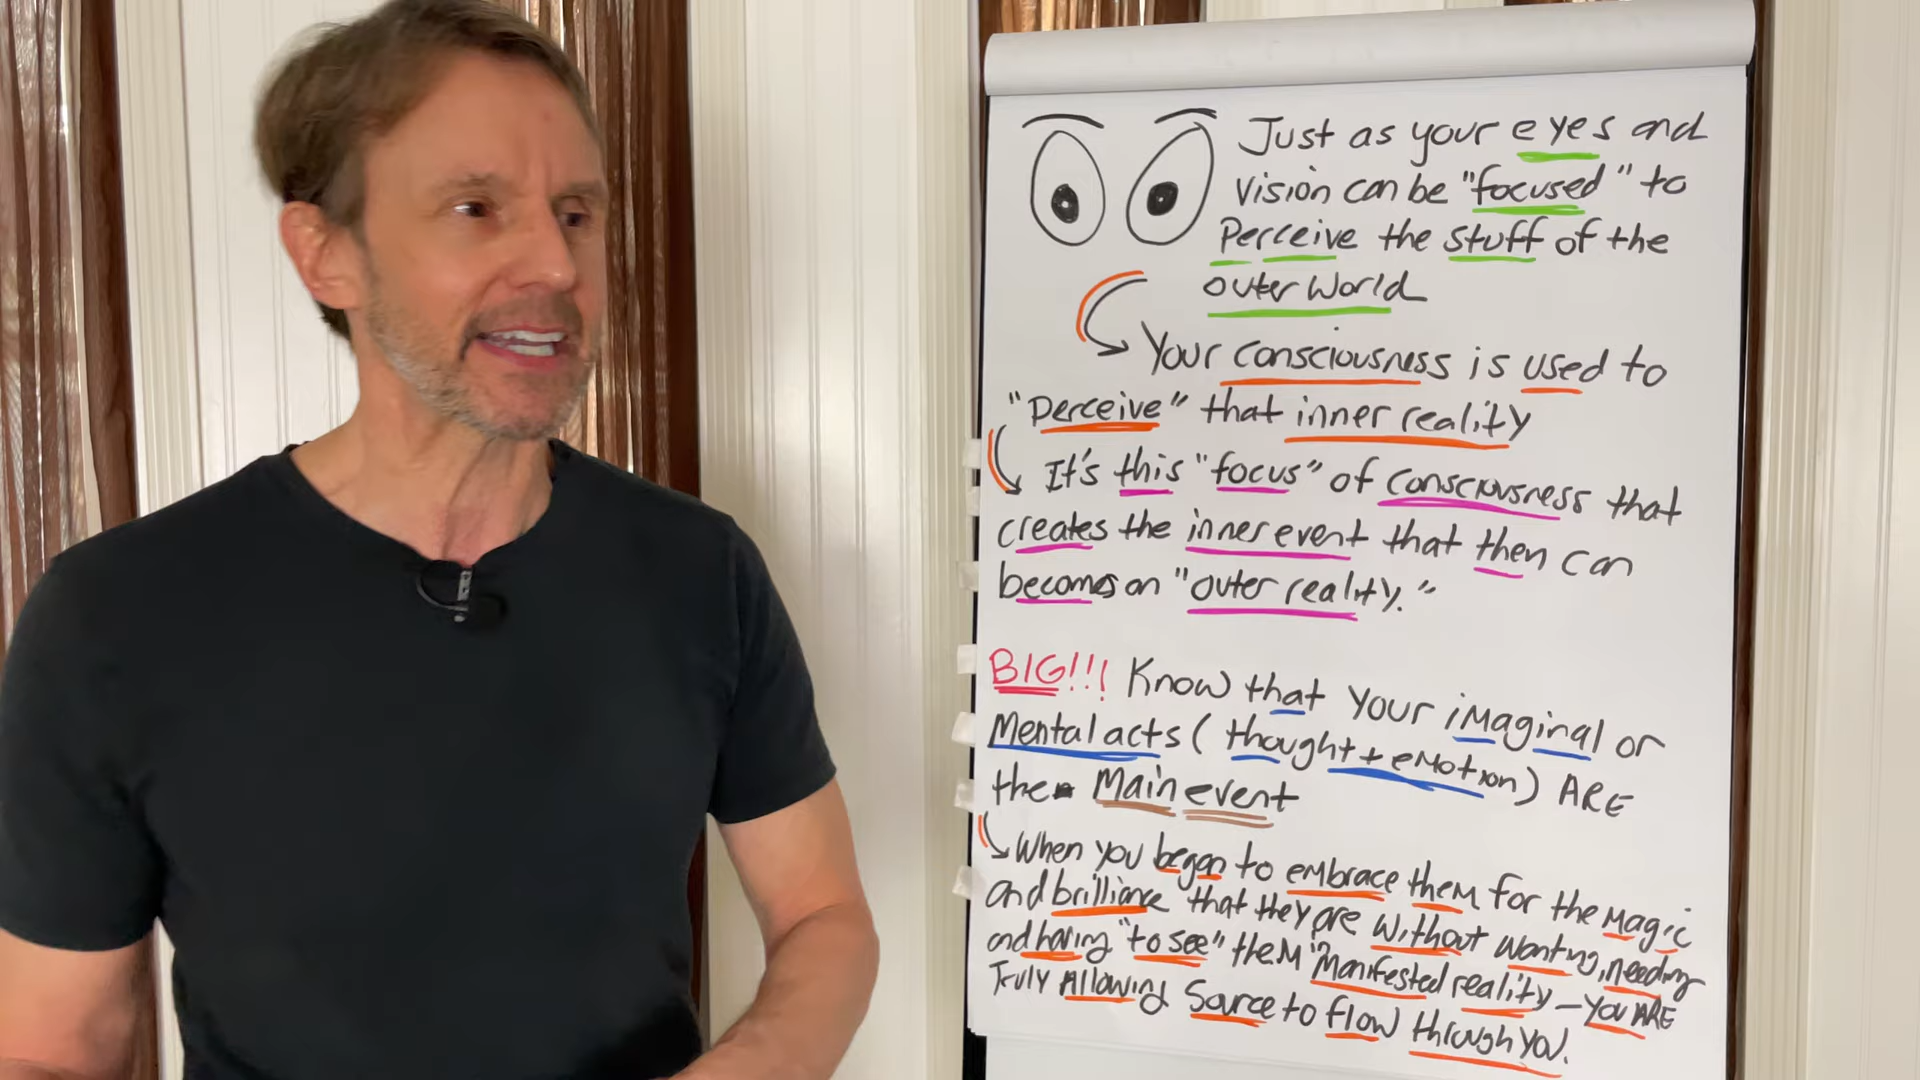 Just as your eyes and
vision can be "focused" to
Perceive the stuff of the
outer World
Your consciousness is used to
"Perceive" that inner reality
It's this "focus" of consciousness that
creates the inner event that then can
becomes an "outer reality."
BIG!!! Know that your imaginal or
Mental acts (thought + emotion) ARE
the Main event
When you began to embrace them for the Magic
and brilliance that they are without wanting, needing
and having "to see" them "Manifested reality - YOU ARE
Truly Allowing Source to flow through you.